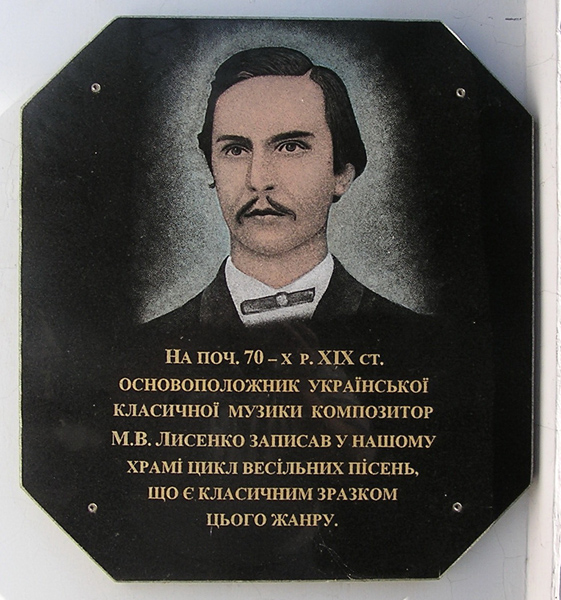 На поч. 70 – х р. ХІХ ст.
основоположник української
класичної музики композитор
М.В. Лисенко записав у нашому
храмі цикл весільних пісень,
що є класичним зразком
цього жанру.